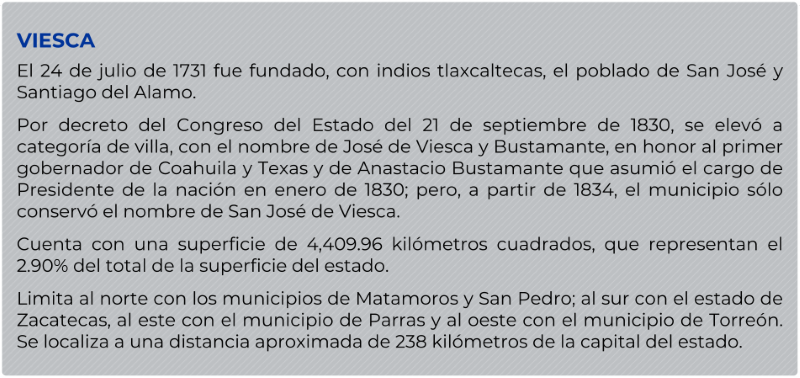 VIESCA
El 24 de julio de 1731 fue fundado, con indios tlaxcaltecas, el poblado de San José y
Santiago del Alamo.
Por decreto del Congreso del Estado del 21 de septiembre de 1830, se elevó a
categoría de villa, con el nombre de José de Viesca y Bustamante, en honor al primer
gobernador de Coahuila y Texas y de Anastacio Bustamante que asumió el cargo de
Presidente de la nación en enero de 1830; pero, a partir de 1834, el municipio sólo
conservó el nombre de San José de Viesca.
Cuenta con una superficie de 4,409.96 kilómetros cuadrados, que representan el
2.90% del total de la superficie del estado.
Limita al norte con los municipios de Matamoros y San Pedro; al sur con el estado de
Zacatecas, al este con el municipio de Parras y al oeste con el municipio de Torreón.
Se localiza a una distancia aproximada de 238 kilómetros de la capital del estado.